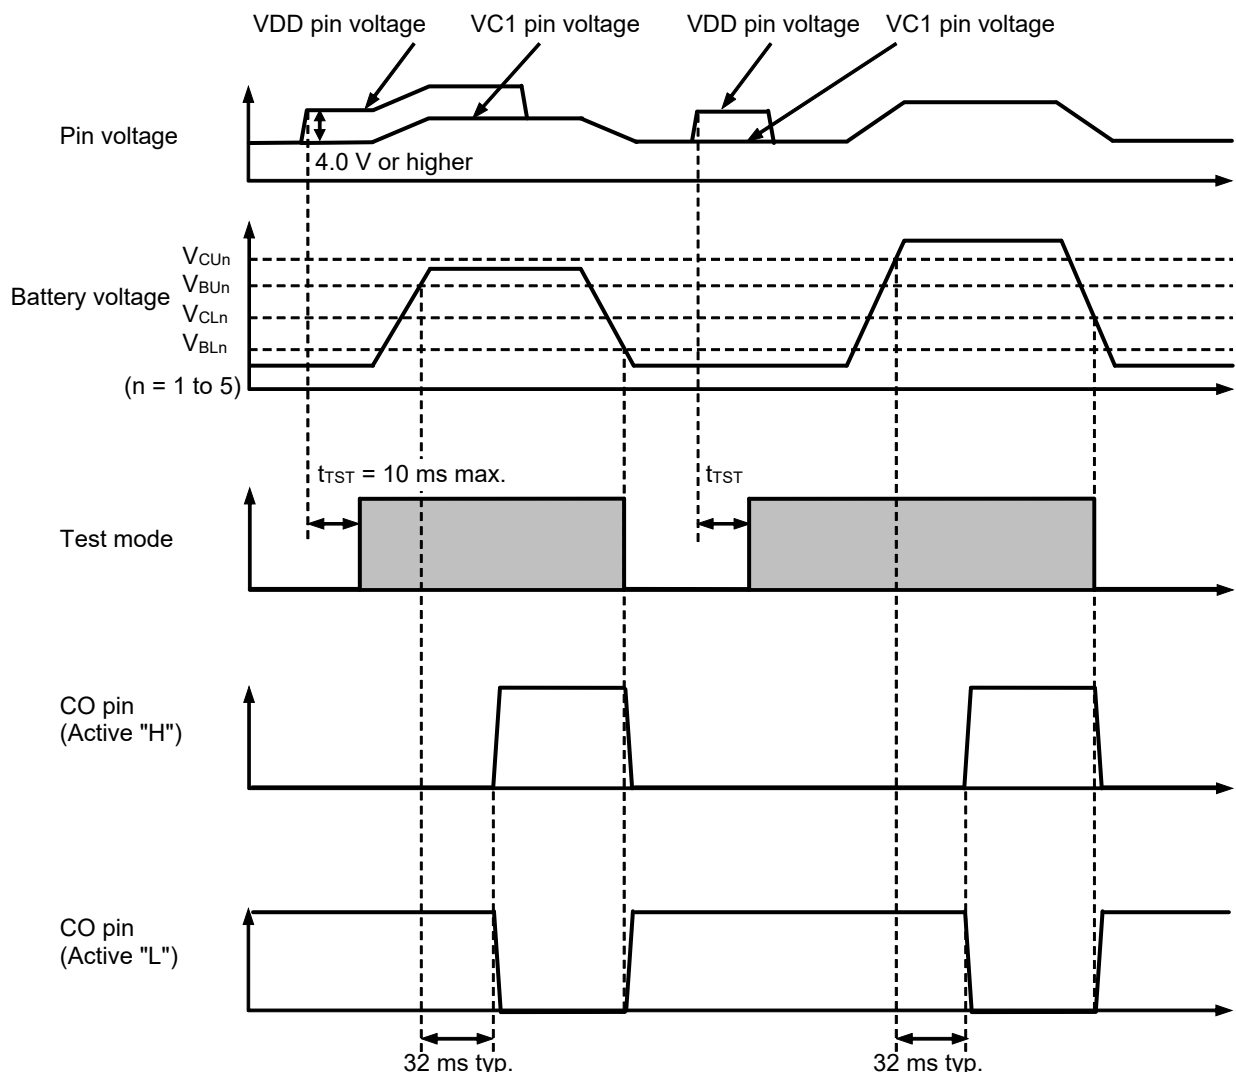 VDD pin voltage
VC1 pin voltage
VDD pin voltage
VC1 pin voltage
Pin voltage
4.0 V or higher
VCUn
VBUn
Battery voltage
VCLn
VBLn
(n = 1 to 5)
tTST = 10 ms max.
tTST
Test mode
CO pin
(Active "H")
CO pin
(Active "L")
32 ms typ.
32 ms typ.